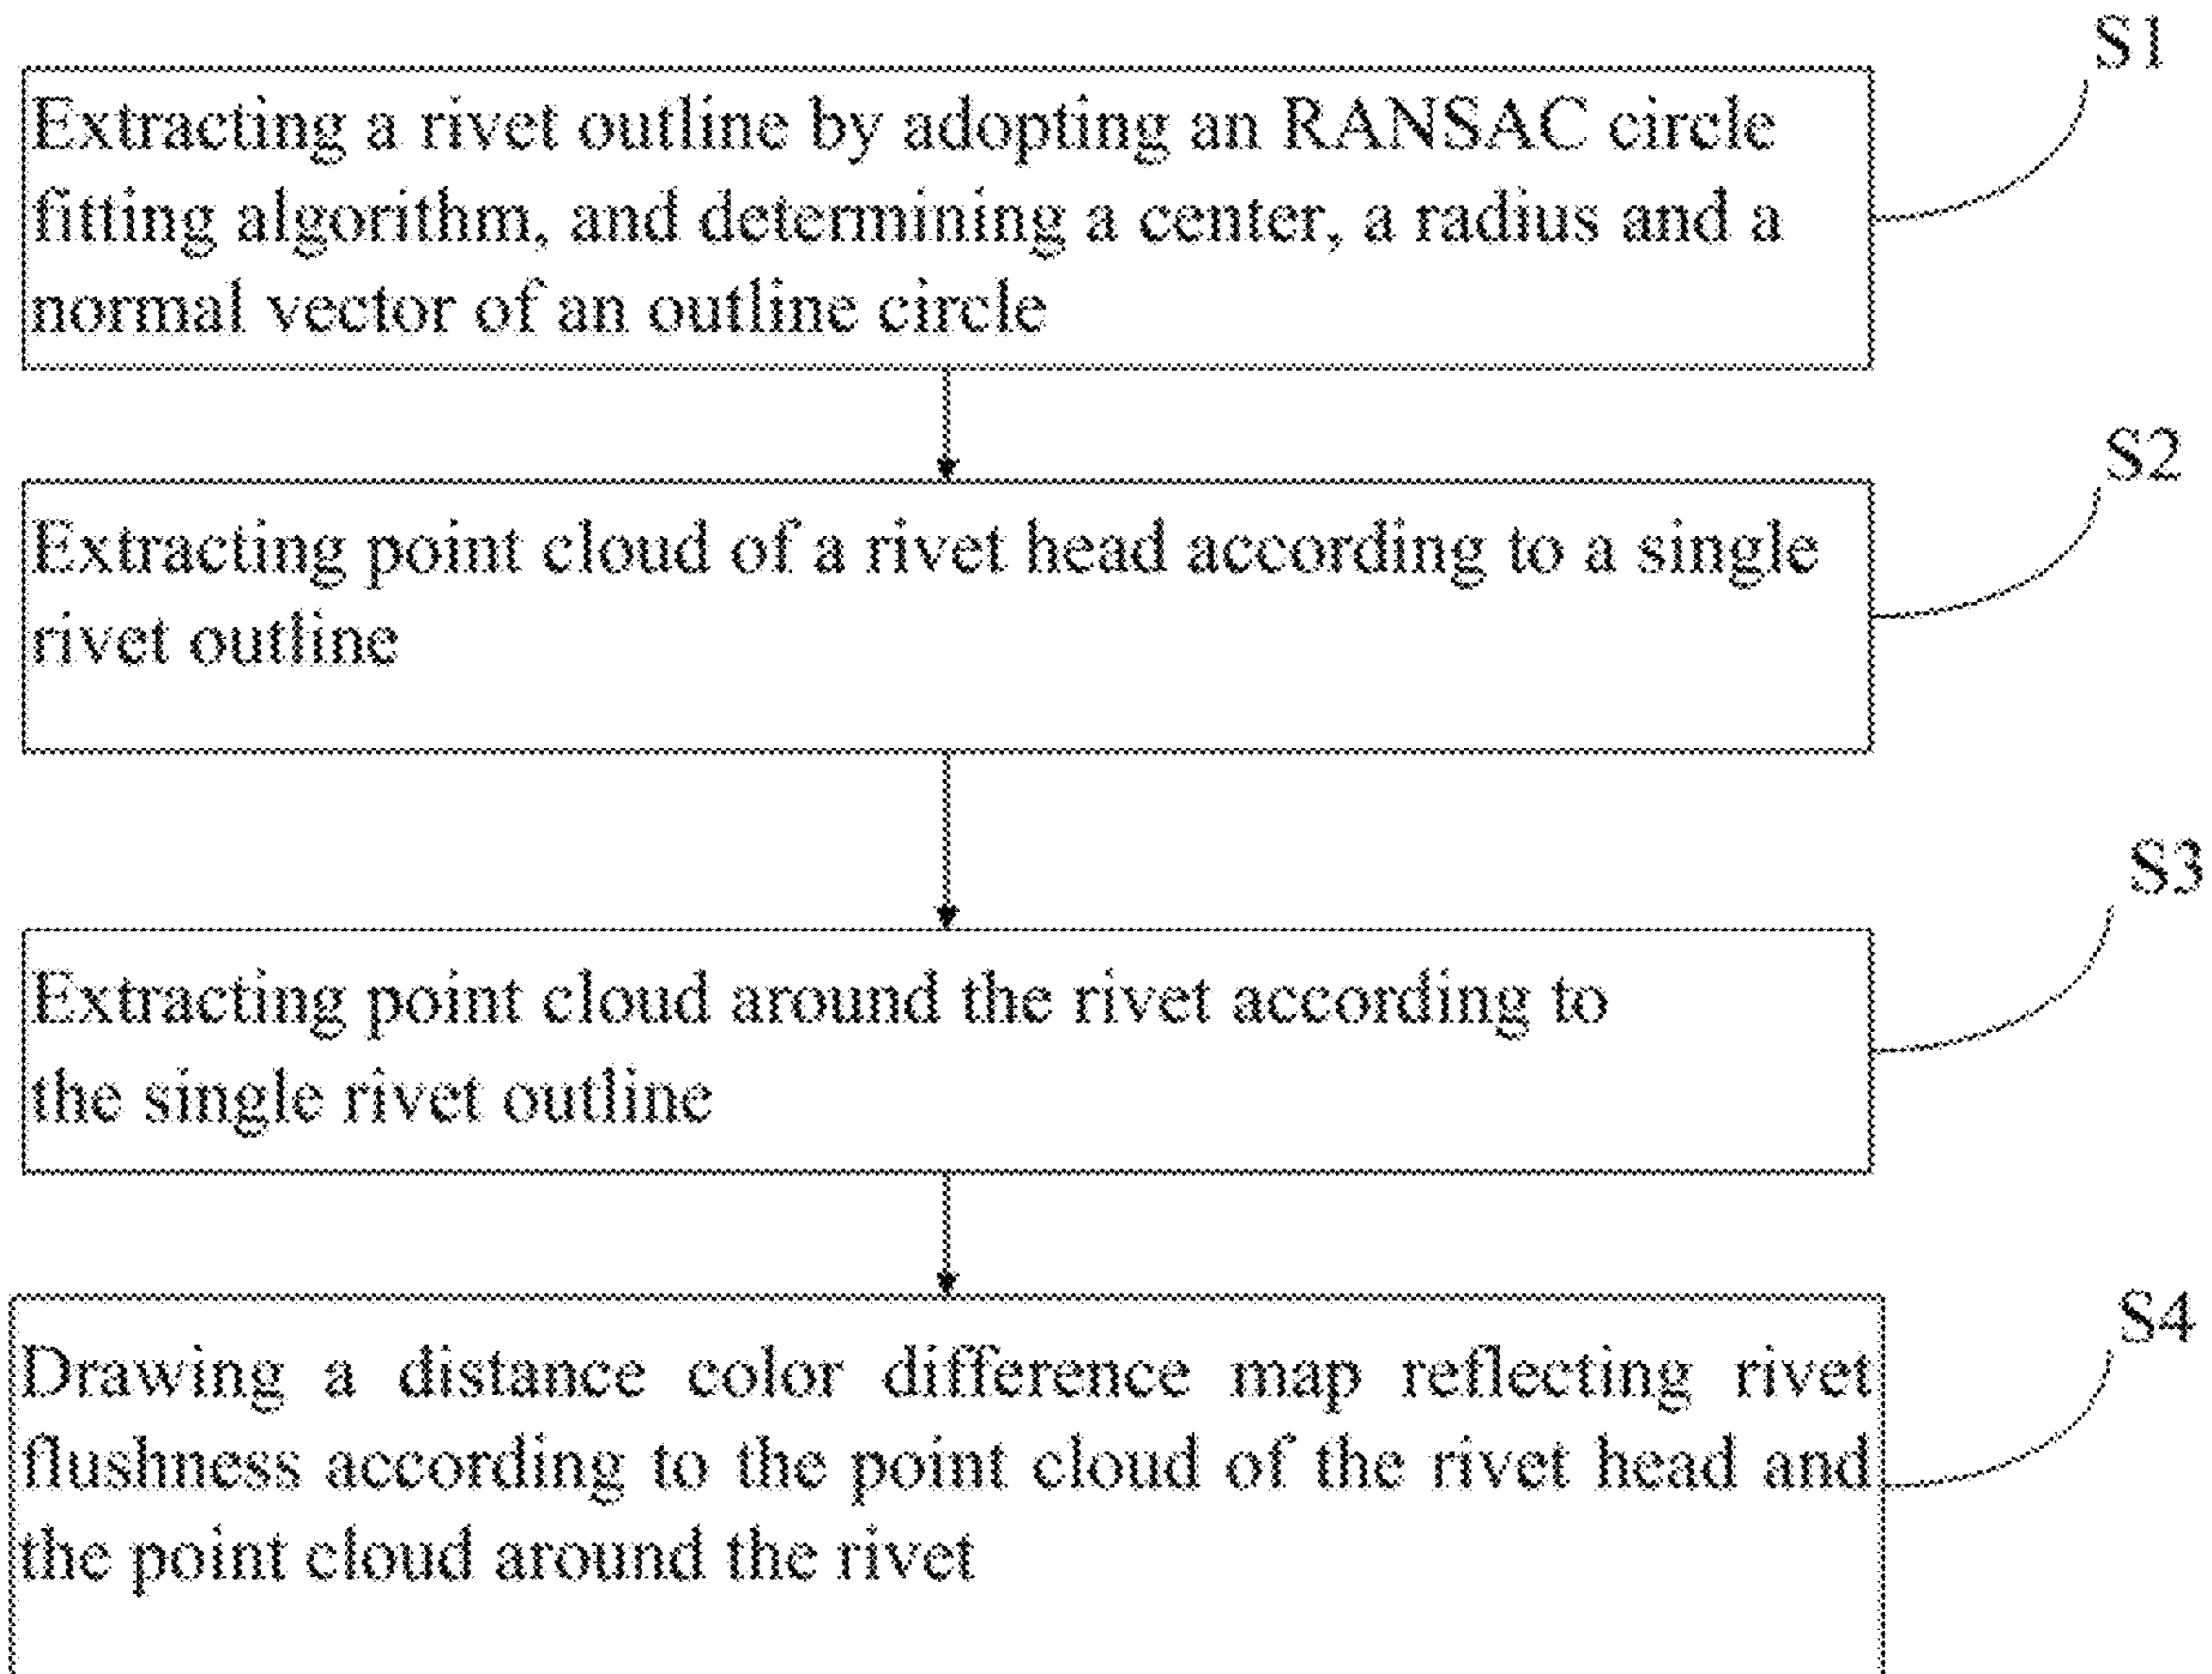 S1
Extracting a rivet outline by adopting an RANSAC circle
fitting algorithm, and determining a center, a radius and a
normal vector of an outline circle
S2
Extracting point cloud of a rivet head according to a single
rivet outline
S3
Extracting point cloud around the rivet according to
the single rivet outline
S4
Drawing a distance color difference map reflecting rivet
flushness according to the point cloud of the rivet head and
the point cloud around the rivet